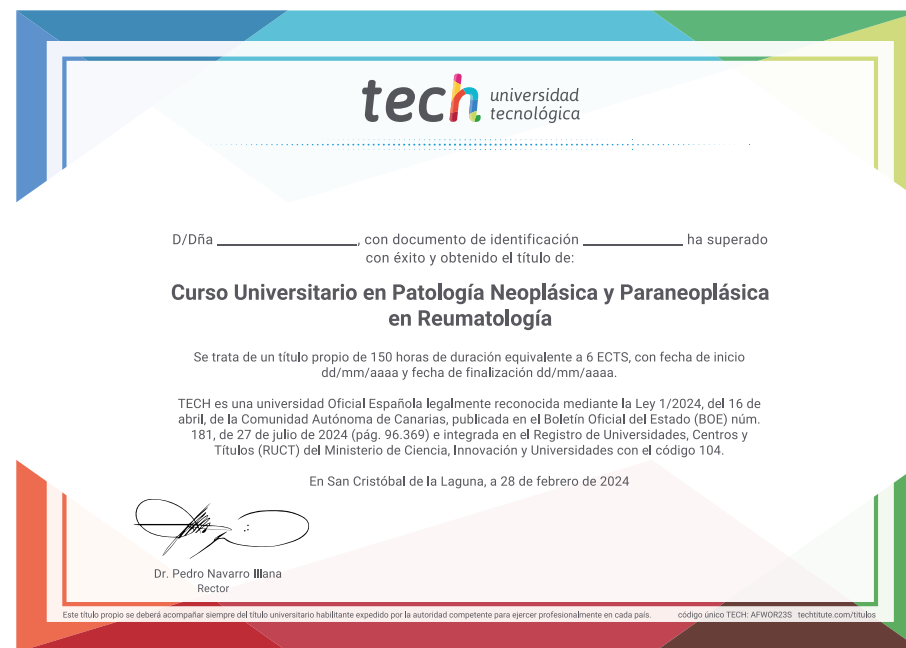 tech universidad
tecnológica
D/Dña ____________, con documento de identificación ____________ ha superado
con éxito y obtenido el título de:
Curso Universitario en Patología Neoplásica y Paraneoplásica
en Reumatología
Se trata de un título propio de 150 horas de duración equivalente a 6 ECTS, con fecha de inicio
dd/mm/aaaa y fecha de finalización dd/mm/aaaa.
TECH es una universidad Oficial Española legalmente reconocida mediante la Ley 1/2024, del 16 de
abril, de la Comunidad Autónoma de Canarias, publicada en el Boletín Oficial del Estado (BOE) núm.
181, de 27 de julio de 2024 (pág. 96.369) e integrada en el Registro de Universidades, Centros y
Títulos (RUCT) del Ministerio de Ciencia, Innovación y Universidades con el código 104.
En San Cristóbal de la Laguna, a 28 de febrero de 2024
Dr. Pedro Navarro Illana
Rector
Este título propio se deberá acompañar siempre del título universitario habilitante expedido por la autoridad competente para ejercer profesionalmente en cada país. código único TECH: AFWOR23S techtitute.com/titulos